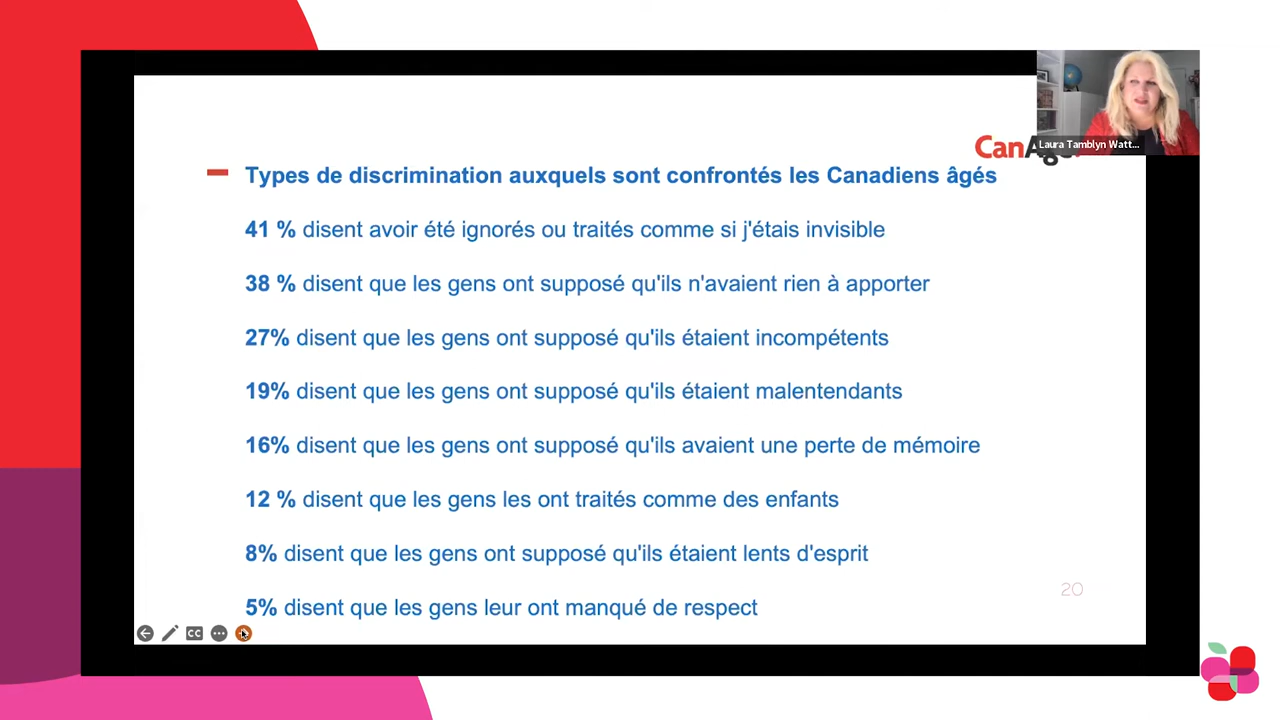 Laura Tamblyn Watt...
Types de discrimination auxquels sont confrontés les Canadiens âgés
41 % disent avoir été ignorés ou traités comme si j'étais invisible
38 % disent que les gens ont supposé qu'ils n'avaient rien à apporter
27% disent que les gens ont supposé qu'ils étaient incompétents
19% disent que les gens ont supposé qu'ils étaient malentendants
16% disent que les gens ont supposé qu'ils avaient une perte de mémoire
12 % disent que les gens les ont traités comme des enfants
8% disent que les gens ont supposé qu'ils étaient lents d'esprit
5% disent que les gens leur ont manqué de respect
20
CC